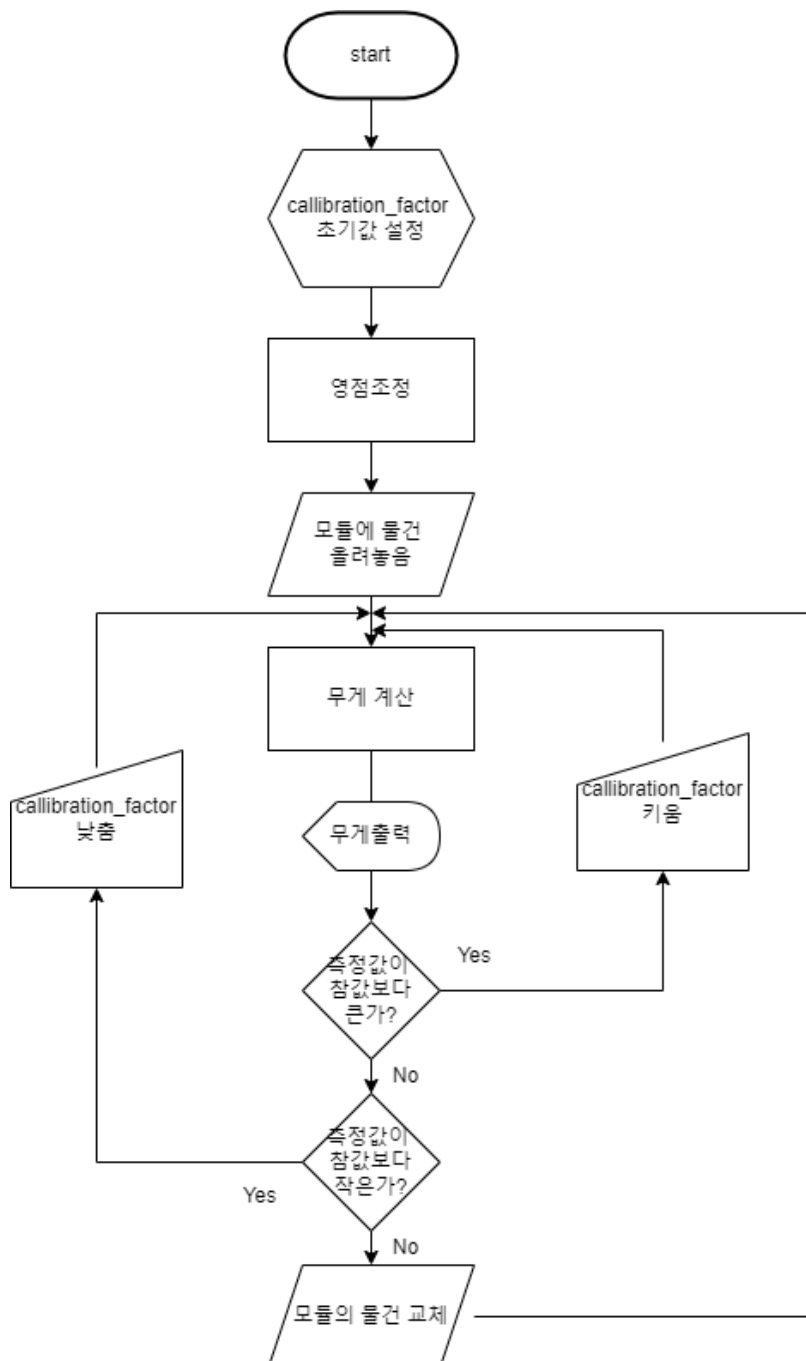 start
callibration_factor
초기값 설정
영점조정
모듈에 물건
올려놓음
무게 계산
callibration_factor
낮춤
callibration_factor
키움
무게출력
측정값이
참값보다
큰가?
Yes
No
측정값이
참값보다
작은가?
Yes
No
모듈의 물건 교체